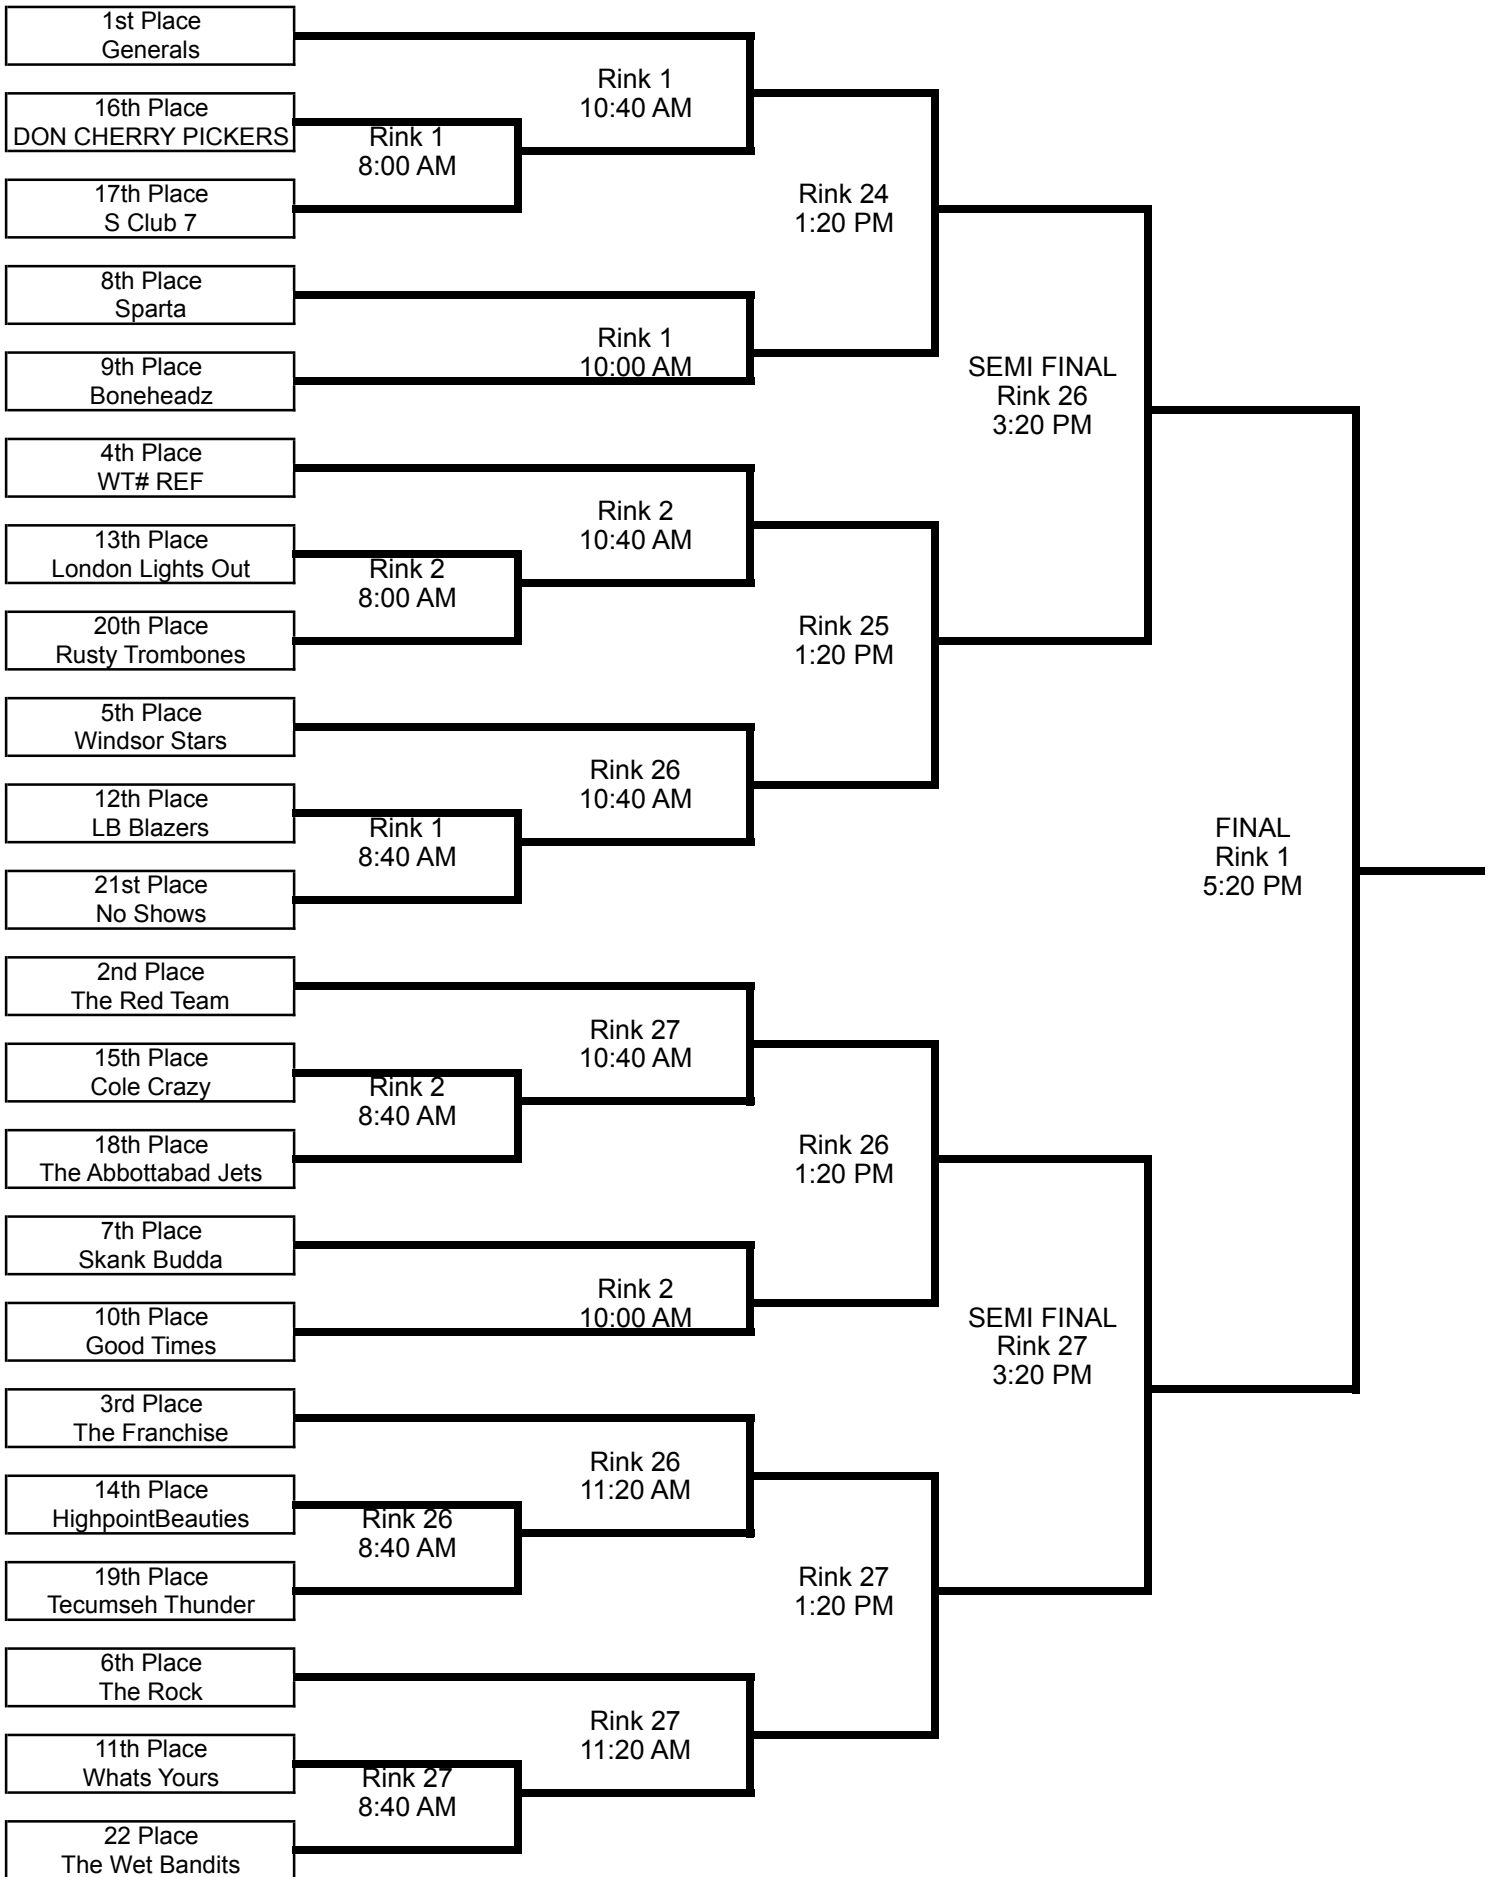 1st Place
Generals
16th Place
DON CHERRY PICKERS
17th Place
S Club 7
8th Place
Sparta
9th Place
Boneheadz
4th Place
WT# REF
13th Place
London Lights Out
20th Place
Rusty Trombones
5th Place
Windsor Stars
12th Place
LB Blazers
21st Place
No Shows
2nd Place
The Red Team
15th Place
Cole Crazy
18th Place
The Abbottabad Jets
7th Place
Skank Budda
10th Place
Good Times
3rd Place
The Franchise
14th Place
HighpointBeauties
19th Place
Tecumseh Thunder
6th Place
The Rock
11th Place
Whats Yours
22 Place
The Wet Bandits
Rink 1
8:00 AM
Rink 2
8:00 AM
Rink 1
8:40 AM
Rink 2
8:40 AM
Rink 26
8:40 AM
Rink 27
8:40 AM
Rink 1
10:40 AM
Rink 1
10:00 AM
Rink 2
10:40 AM
Rink 26
10:40 AM
Rink 27
10:40 AM
Rink 2
10:00 AM
Rink 26
11:20 AM
Rink 27
11:20 AM
Rink 24
1:20 PM
Rink 25
1:20 PM
Rink 26
1:20 PM
Rink 27
1:20 PM
SEMI FINAL
Rink 26
3:20 PM
SEMI FINAL
Rink 27
3:20 PM
FINAL
Rink 1
5:20 PM